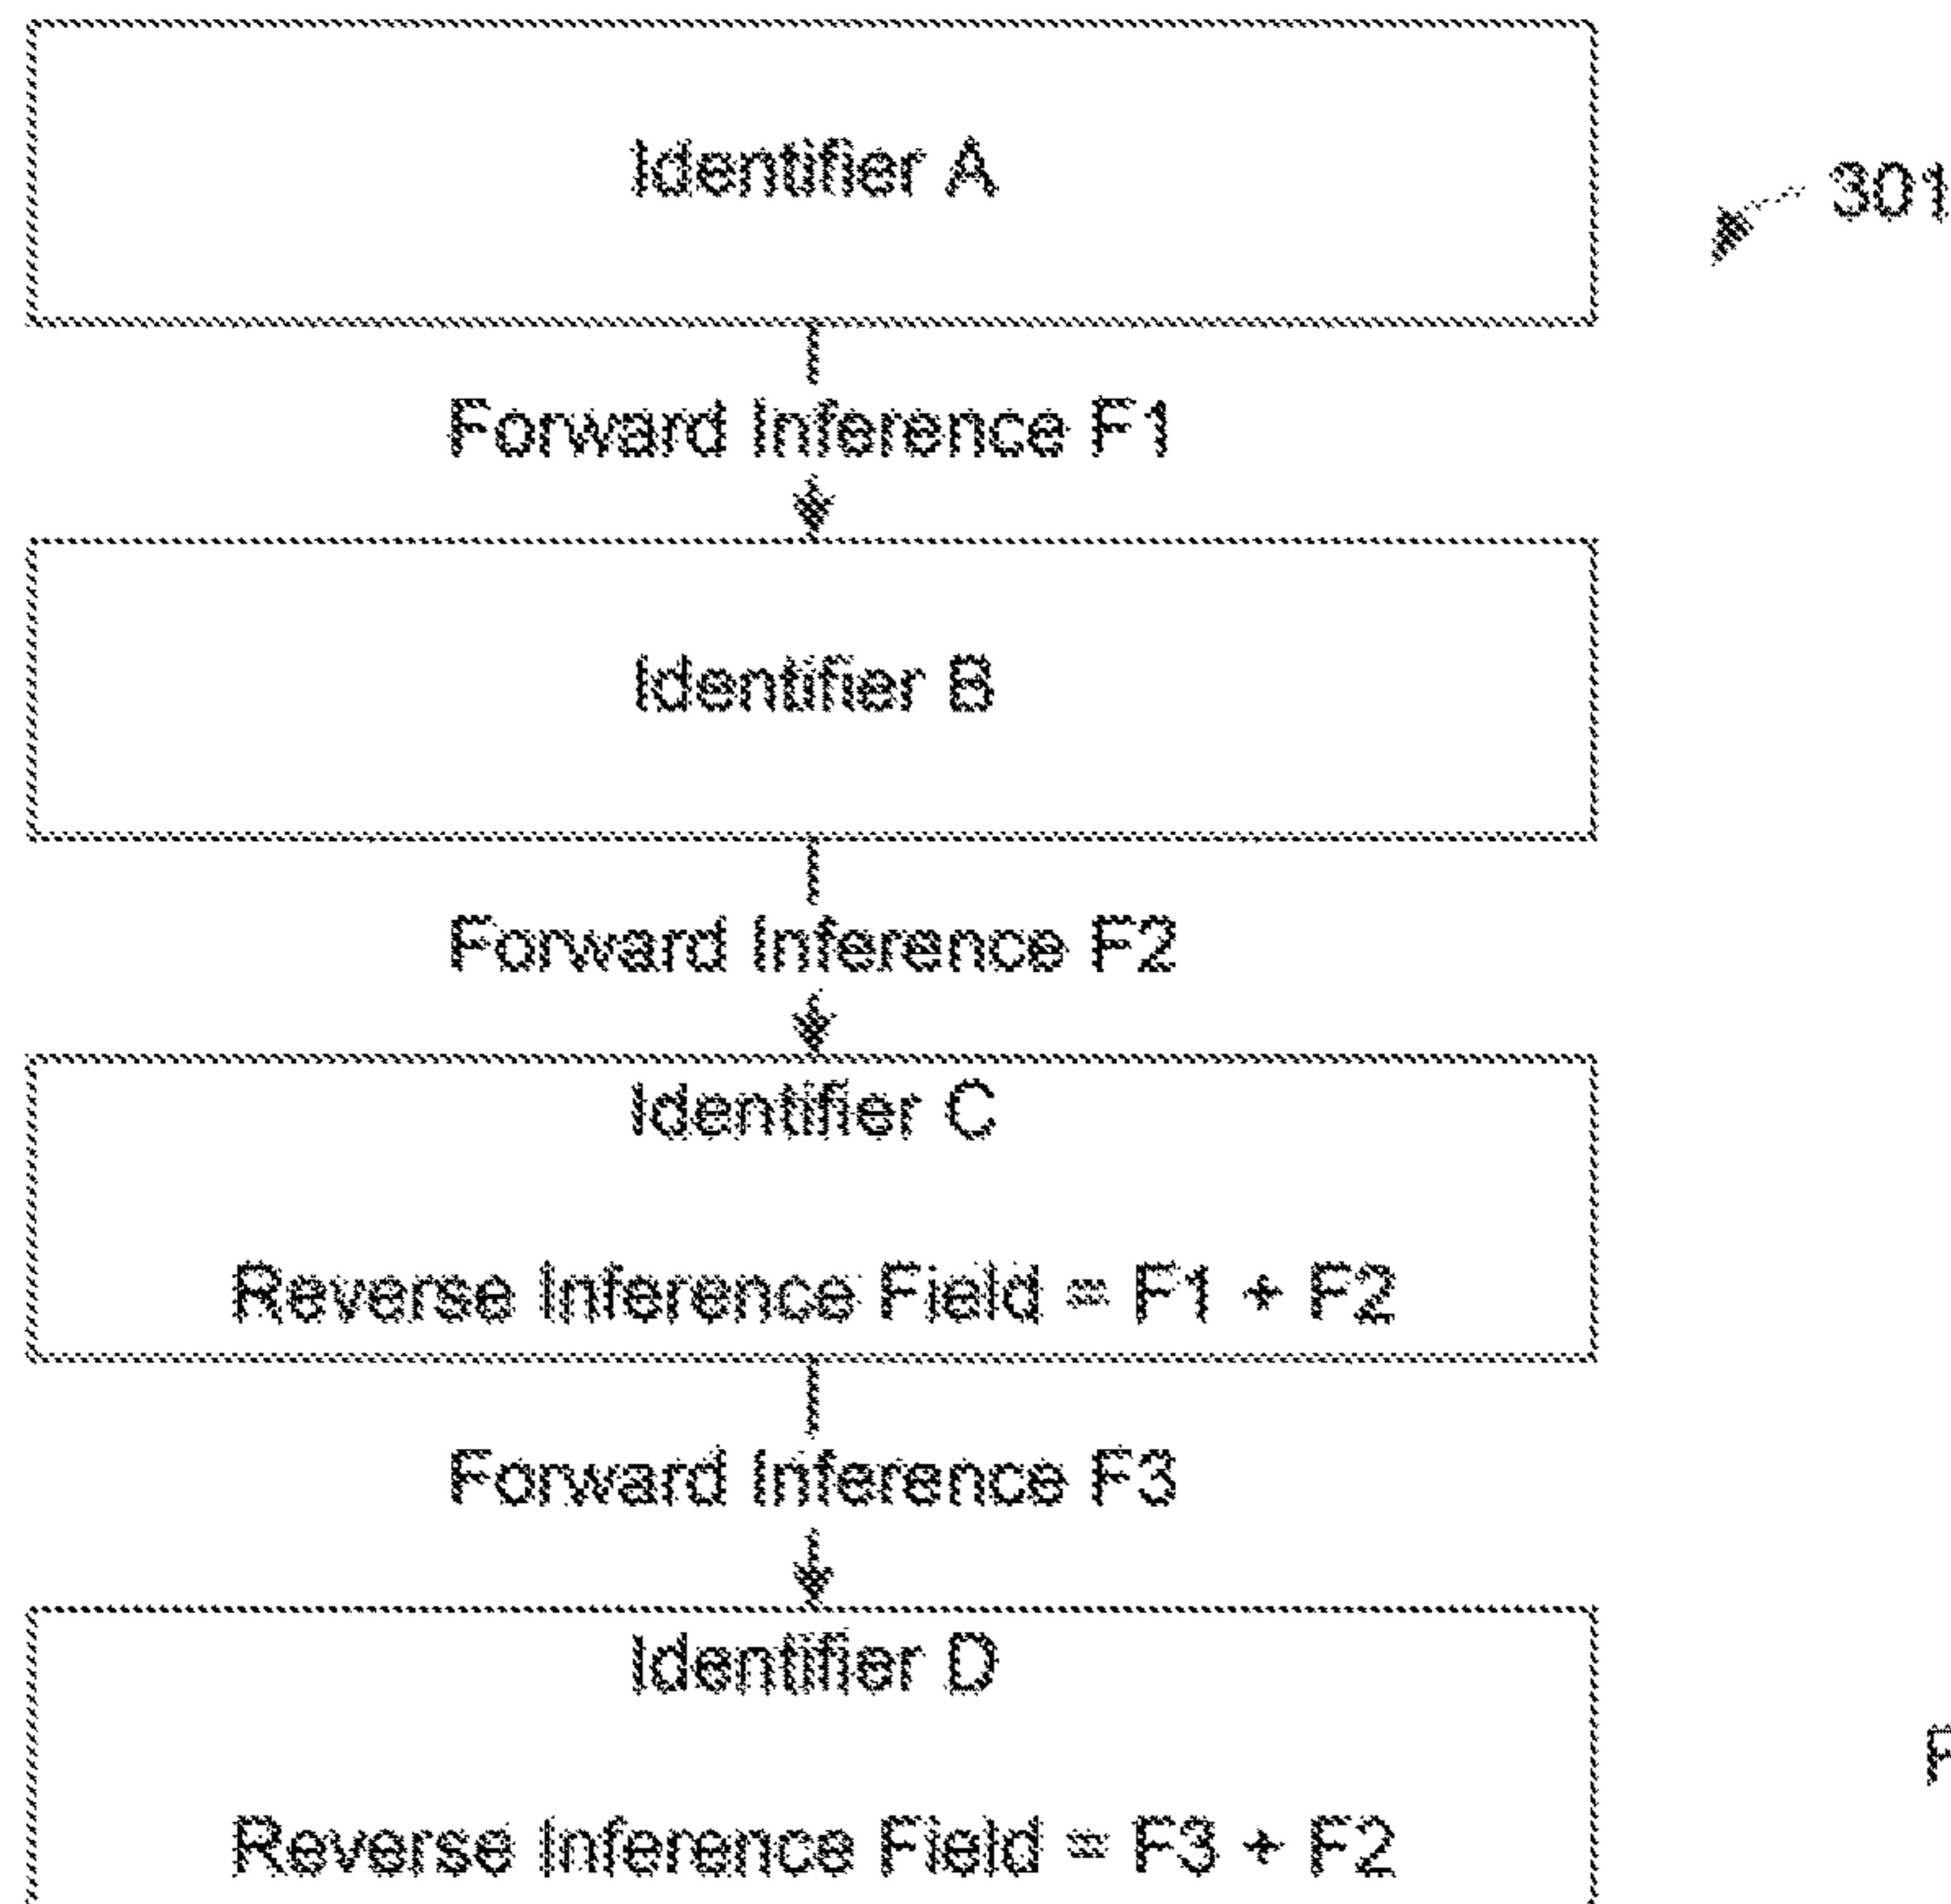 Identifier A
301
Forward Inference F1
Identifier B
Forward Inference F2
Identifier C
Reverse Inference Field = F1 + F2
Forward Inference F3
Identifier D
Reverse Inference Field = F3 + F2